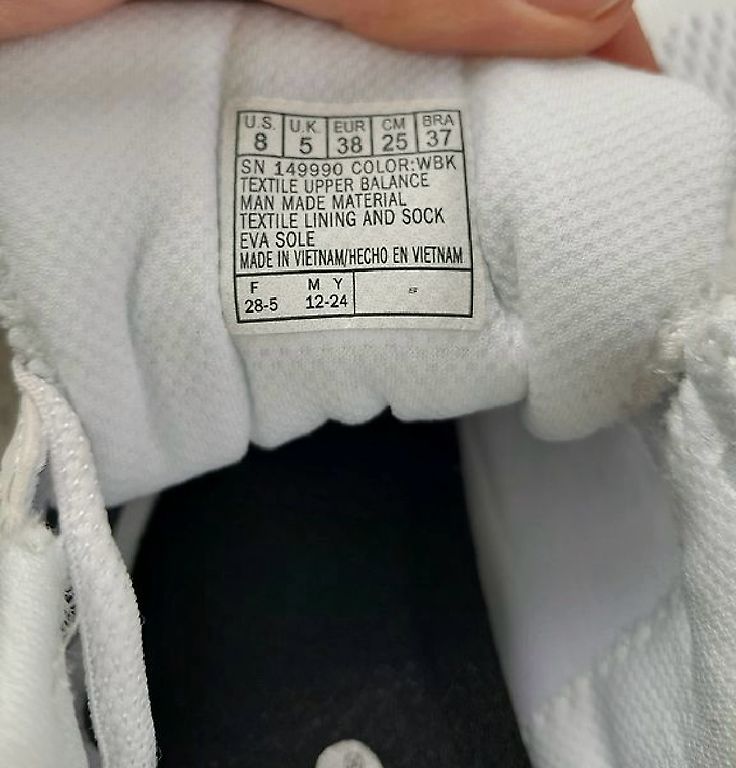 U.S. U.K. EUR CM BRA
8 5 38 25 37
SN 149990 COLOR:WBK
TEXTILE UPPER BALANCE
MAN MADE MATERIAL
TEXTILE LINING AND SOCK
EVA SOLE
MADE IN VIETNAM/HECHO EN VIETNAM
F M Y
28-5 12-24